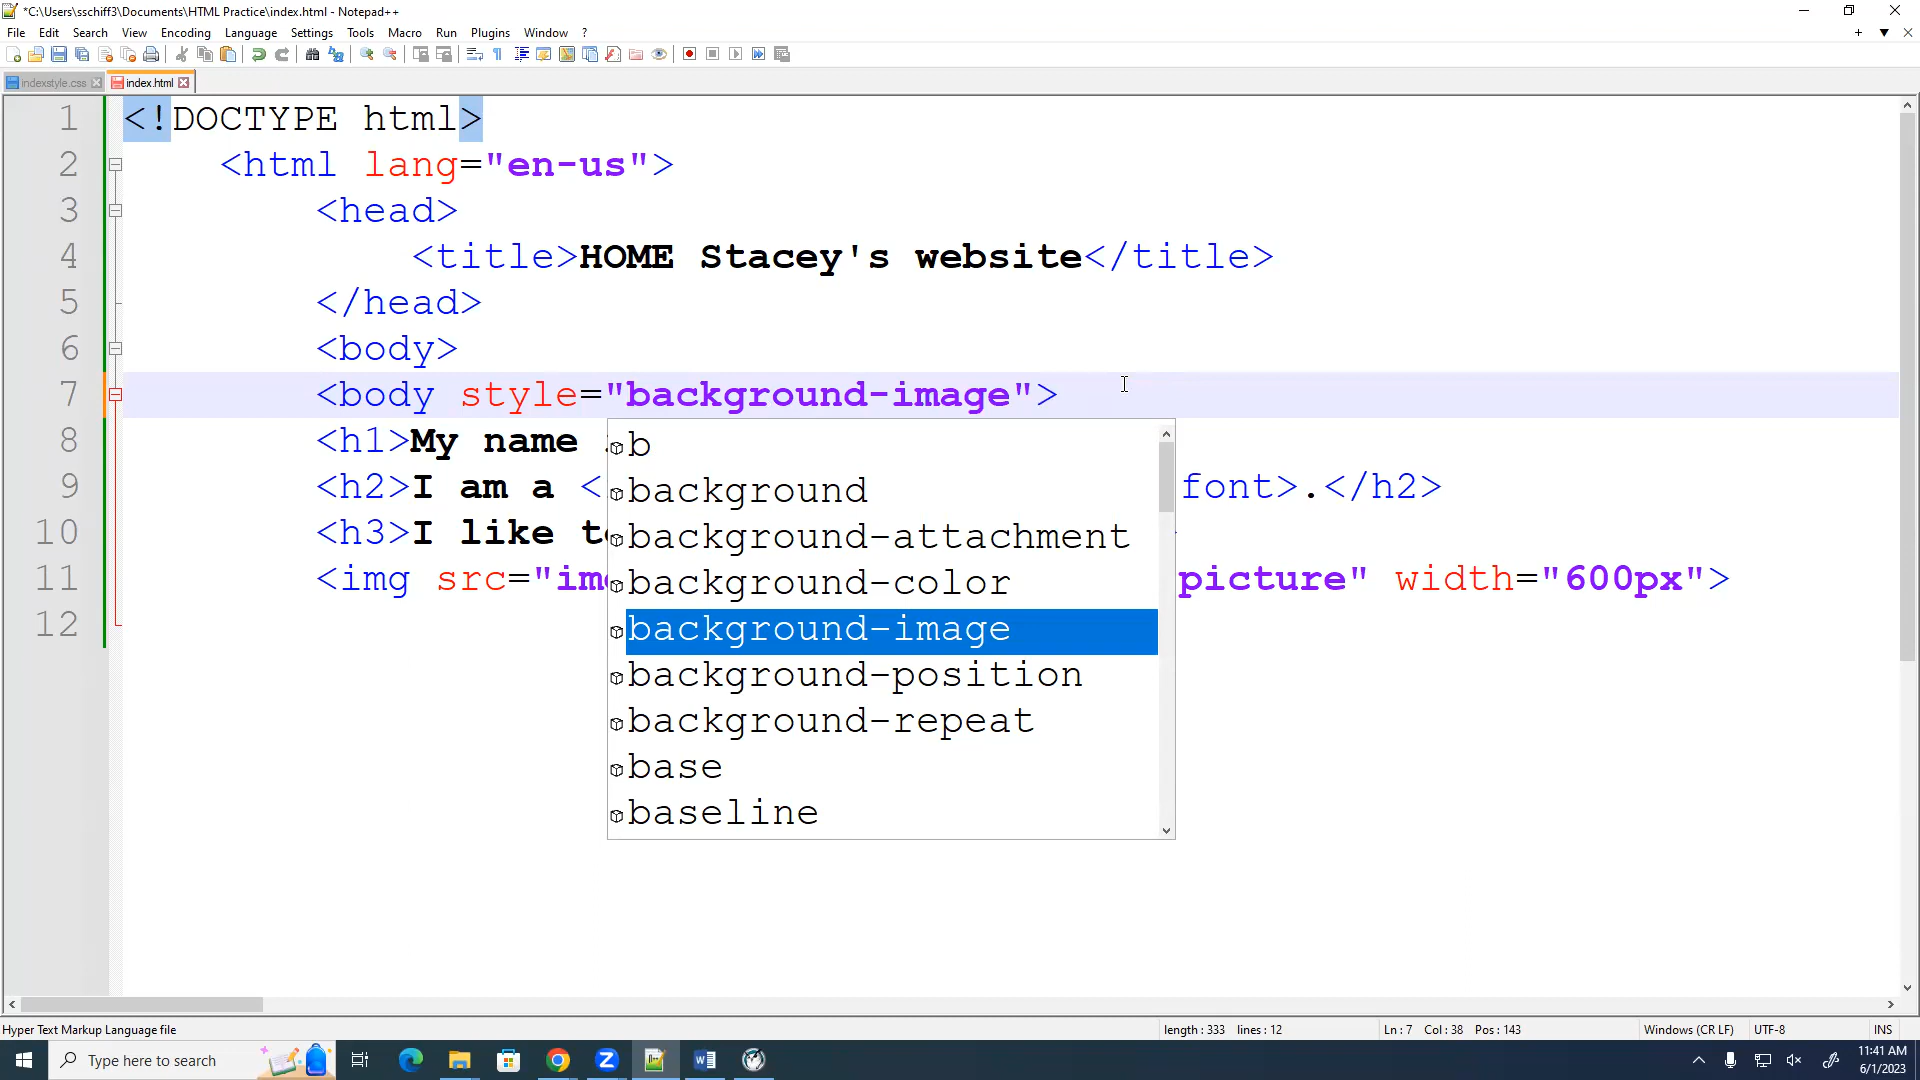 *C:\Users\sschiff3\Documents\HTML Practice\index.html - Notepad++
File Edit Search View Encoding Language Settings Tools Macro Run Plugins Window ?
indexstyle.css index.html
1 <!DOCTYPE html>
2 <html lang="en-us">
3 <head>
4 <title>HOME Stacey's website</title>
5 </head>
6 <body>
7 <body style="background-image">
8 <h1>My name
9 <h2>I am a < font>.</h2>
10 <h3>I like
11 <img src=" picture" width="600px">
12
b
background
background-attachment
background-color
background-image
background-position
background-repeat
base
baseline
Hyper Text Markup Language file length : 333 lines : 12 Ln : 7 Col : 38 Pos : 143 Windows (CR LF) UTF-8 INS
Type here to search
11:41 AM
6/1/2023